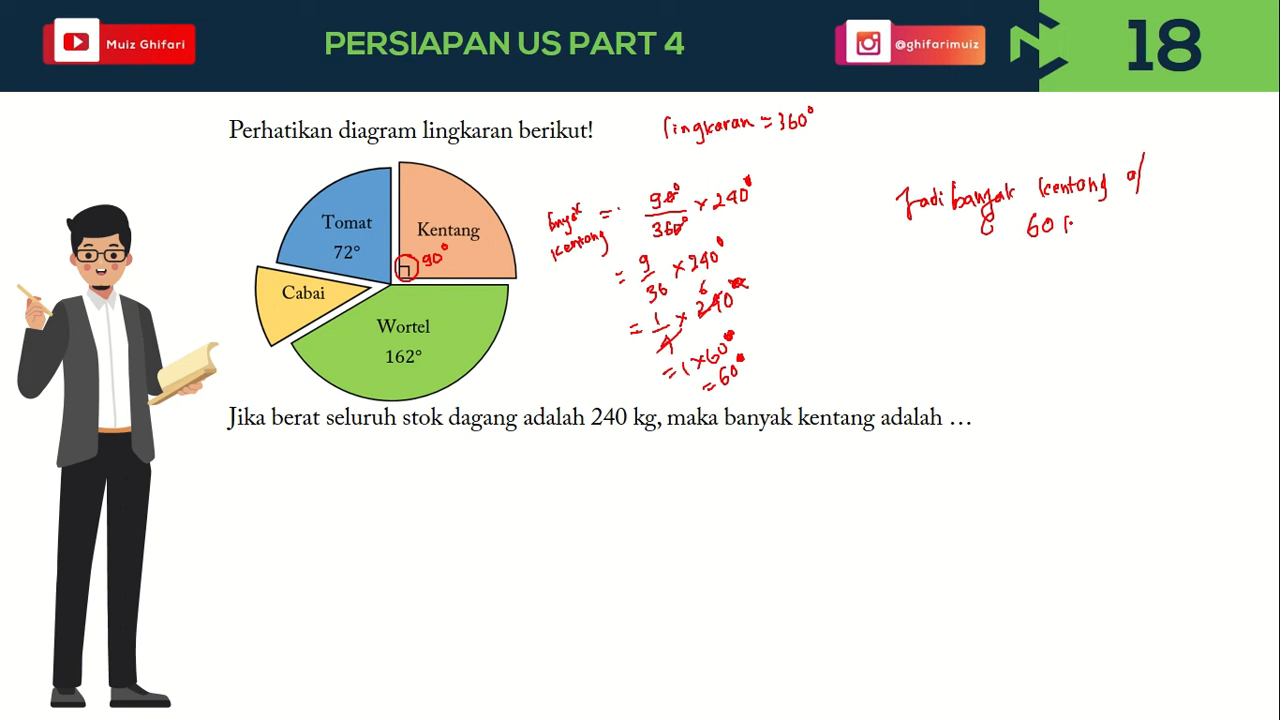 Muiz Ghifari
PERSIAPAN US PART 4
@ghifarimuiz
18
Perhatikan diagram lingkaran berikut!
lingkaran = 360°
Tomat
72°
Kentang
90°
Cabai
Wortel
162°
banyak kentang = 90°/360° × 240°
= 9/36 × 240°
= 1/4 × 240 6
= 1 × 60
= 60
Jadi banyak kentang
60
Jika berat seluruh stok dagang adalah 240 kg, maka banyak kentang adalah …